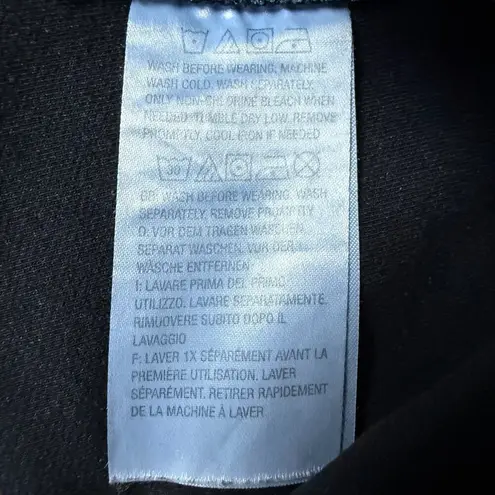 WASH BEFORE WEARING. MACHINE
WASH COLD. WASH SEPARATELY.
ONLY NON-CHLORINE BLEACH WHEN
NEEDED. TUMBLE DRY LOW. REMOVE
PROMPTLY. COOL IRON IF NEEDED
30
GB: WASH BEFORE WEARING. WASH
SEPARATELY. REMOVE PROMPTLY
D: VOR DEM TRAGEN WASCHEN.
SEPARAT WASCHEN. VOR DER
WÄSCHE ENTFERNEN
I: LAVARE PRIMA DEL PRIMO
UTILIZZO. LAVARE SEPARATAMENTE.
RIMUOVERE SUBITO DOPO IL
LAVAGGIO
F: LAVER 1X SÉPARÉMENT AVANT LA
PREMIÈRE UTILISATION. LAVER
SÉPARÉMENT. RETIRER RAPIDEMENT
DE LA MACHINE À LAVER